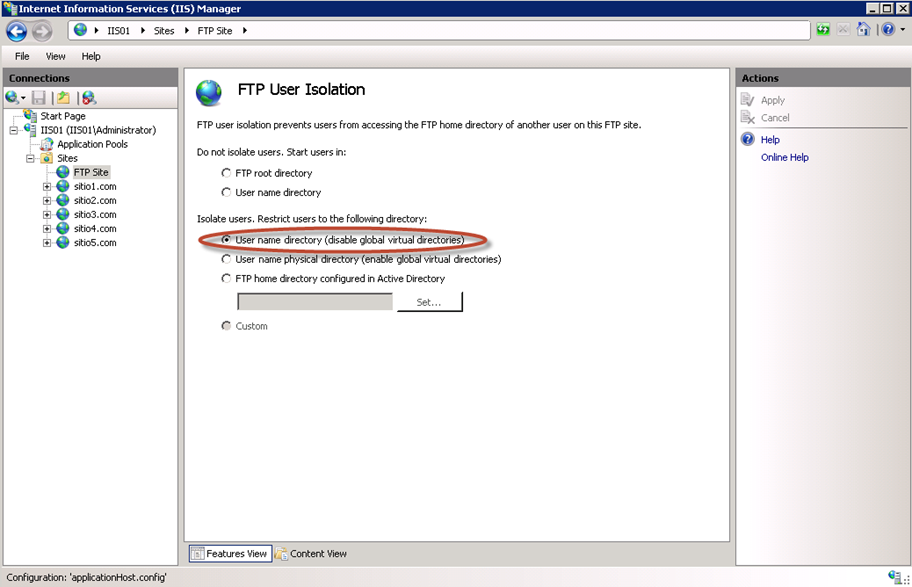 Internet Information Services (IIS) Manager
IIS01 Sites FTP Site
File View Help
Connections
Start Page
IIS01 (IIS01\Administrator)
Application Pools
Sites
FTP Site
sitio1.com
sitio2.com
sitio3.com
sitio4.com
sitio5.com
FTP User Isolation
FTP user isolation prevents users from accessing the FTP home directory of another user on this FTP site.
Do not isolate users. Start users in:
FTP root directory
User name directory
Isolate users. Restrict users to the following directory:
User name directory (disable global virtual directories)
User name physical directory (enable global virtual directories)
FTP home directory configured in Active Directory
Set...
Custom
Features View Content View
Actions
Apply
Cancel
Help
Online Help
Configuration: 'applicationHost.config'